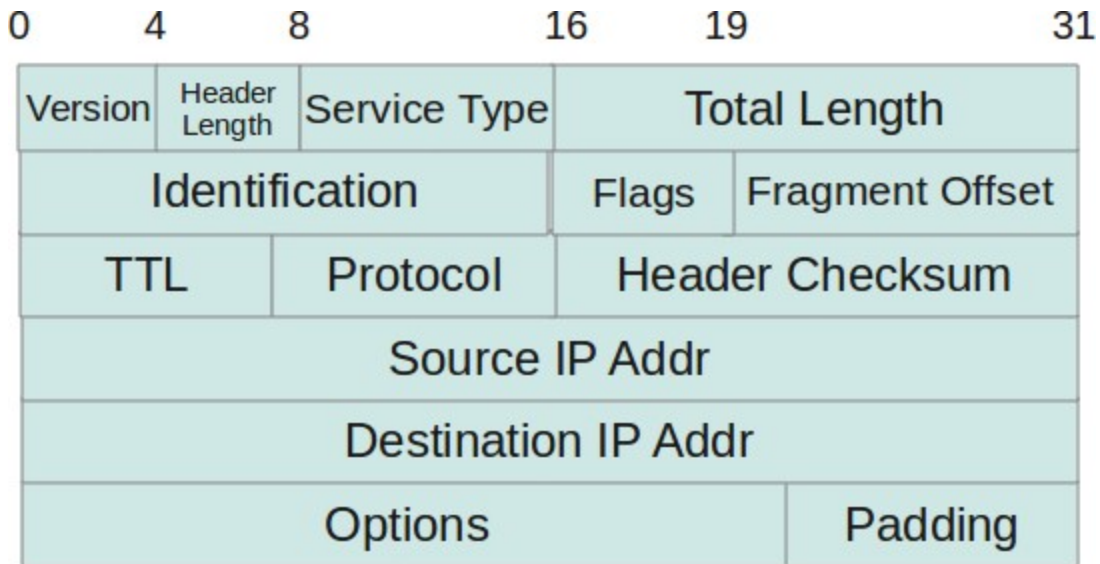 0 4 8 16 19 31
Version Header Length Service Type Total Length
Identification Flags Fragment Offset
TTL Protocol Header Checksum
Source IP Addr
Destination IP Addr
Options Padding